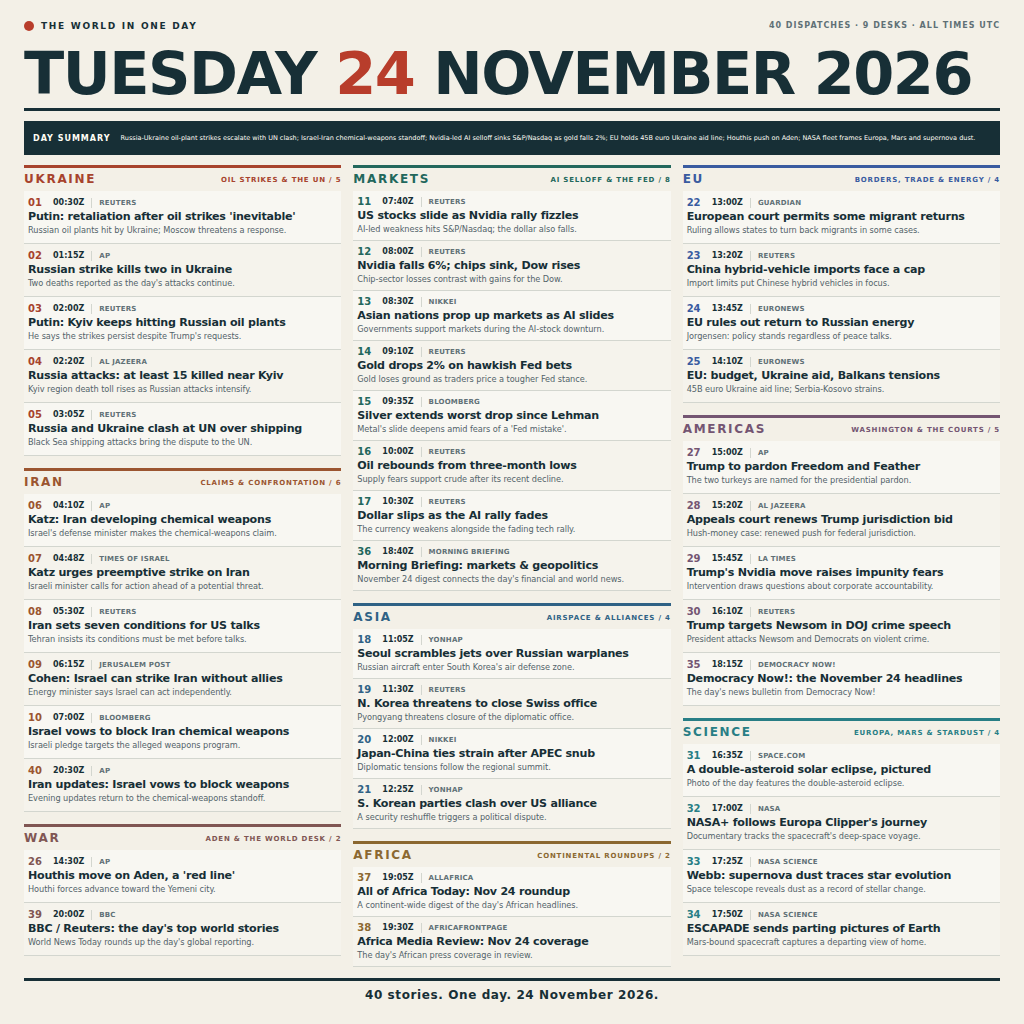 THE WORLD IN ONE DAY
40 DISPATCHES · 9 DESKS · ALL TIMES UTC
TUESDAY 24 NOVEMBER 2026
DAY SUMMARY Russia-Ukraine oil-plant strikes escalate with UN clash; Israel-Iran chemical-weapons standoff; Nvidia-led AI selloff sinks S&P/Nasdaq as gold falls 2%; EU holds 45B euro Ukraine aid line; Houthis push on Aden; NASA fleet frames Europa, Mars and supernova dust.
UKRAINE OIL STRIKES & THE UN / 5
01 00:30Z REUTERS
Putin: retaliation after oil strikes 'inevitable'
Russian oil plants hit by Ukraine; Moscow threatens a response.
02 01:15Z AP
Russian strike kills two in Ukraine
Two deaths reported as the day's attacks continue.
03 02:00Z REUTERS
Putin: Kyiv keeps hitting Russian oil plants
He says the strikes persist despite Trump's requests.
04 02:20Z AL JAZEERA
Russia attacks: at least 15 killed near Kyiv
Kyiv region death toll rises as Russian attacks intensify.
05 03:05Z REUTERS
Russia and Ukraine clash at UN over shipping
Black Sea shipping attacks bring the dispute to the UN.
IRAN CLAIMS & CONFRONTATION / 6
06 04:10Z AP
Katz: Iran developing chemical weapons
Israel's defense minister makes the chemical-weapons claim.
07 04:48Z TIMES OF ISRAEL
Katz urges preemptive strike on Iran
Israeli minister calls for action ahead of a potential threat.
08 05:30Z REUTERS
Iran sets seven conditions for US talks
Tehran insists its conditions must be met before talks.
09 06:15Z JERUSALEM POST
Cohen: Israel can strike Iran without allies
Energy minister says Israel can act independently.
10 07:00Z BLOOMBERG
Israel vows to block Iran chemical weapons
Israeli pledge targets the alleged weapons program.
40 20:30Z AP
Iran updates: Israel vows to block weapons
Evening updates return to the chemical-weapons standoff.
WAR ADEN & THE WORLD DESK / 2
26 14:30Z AP
Houthis move on Aden, a 'red line'
Houthi forces advance toward the Yemeni city.
39 20:00Z BBC
BBC / Reuters: the day's top world stories
World News Today rounds up the day's global reporting.
MARKETS AI SELLOFF & THE FED / 8
11 07:40Z REUTERS
US stocks slide as Nvidia rally fizzles
AI-led weakness hits S&P/Nasdaq; the dollar also falls.
12 08:00Z REUTERS
Nvidia falls 6%; chips sink, Dow rises
Chip-sector losses contrast with gains for the Dow.
13 08:30Z NIKKEI
Asian nations prop up markets as AI slides
Governments support markets during the AI-stock downturn.
14 09:10Z REUTERS
Gold drops 2% on hawkish Fed bets
Gold loses ground as traders price a tougher Fed stance.
15 09:35Z BLOOMBERG
Silver extends worst drop since Lehman
Metal's slide deepens amid fears of a 'Fed mistake'.
16 10:00Z REUTERS
Oil rebounds from three-month lows
Supply fears support crude after its recent decline.
17 10:30Z REUTERS
Dollar slips as the AI rally fades
The currency weakens alongside the fading tech rally.
36 18:40Z MORNING BRIEFING
Morning Briefing: markets & geopolitics
November 24 digest connects the day's financial and world news.
ASIA AIRSPACE & ALLIANCES / 4
18 11:05Z YONHAP
Seoul scrambles jets over Russian warplanes
Russian aircraft enter South Korea's air defense zone.
19 11:30Z REUTERS
N. Korea threatens to close Swiss office
Pyongyang threatens closure of the diplomatic office.
20 12:00Z NIKKEI
Japan-China ties strain after APEC snub
Diplomatic tensions follow the regional summit.
21 12:25Z YONHAP
S. Korean parties clash over US alliance
A security reshuffle triggers a political dispute.
AFRICA CONTINENTAL ROUNDUPS / 2
37 19:05Z ALLAFRICA
All of Africa Today: Nov 24 roundup
A continent-wide digest of the day's African headlines.
38 19:30Z AFRICAFRONTPAGE
Africa Media Review: Nov 24 coverage
The day's African press coverage in review.
EU BORDERS, TRADE & ENERGY / 4
22 13:00Z GUARDIAN
European court permits some migrant returns
Ruling allows states to turn back migrants in some cases.
23 13:20Z REUTERS
China hybrid-vehicle imports face a cap
Import limits put Chinese hybrid vehicles in focus.
24 13:45Z EURONEWS
EU rules out return to Russian energy
Jorgensen: policy stands regardless of peace talks.
25 14:10Z EURONEWS
EU: budget, Ukraine aid, Balkans tensions
45B euro Ukraine aid line; Serbia-Kosovo strains.
AMERICAS WASHINGTON & THE COURTS / 5
27 15:00Z AP
Trump to pardon Freedom and Feather
The two turkeys are named for the presidential pardon.
28 15:20Z AL JAZEERA
Appeals court renews Trump jurisdiction bid
Hush-money case: renewed push for federal jurisdiction.
29 15:45Z LA TIMES
Trump's Nvidia move raises impunity fears
Intervention draws questions about corporate accountability.
30 16:10Z REUTERS
Trump targets Newsom in DOJ crime speech
President attacks Newsom and Democrats on violent crime.
35 18:15Z DEMOCRACY NOW!
Democracy Now!: the November 24 headlines
The day's news bulletin from Democracy Now!
SCIENCE EUROPA, MARS & STARDUST / 4
31 16:35Z SPACE.COM
A double-asteroid solar eclipse, pictured
Photo of the day features the double-asteroid eclipse.
32 17:00Z NASA
NASA+ follows Europa Clipper's journey
Documentary tracks the spacecraft's deep-space voyage.
33 17:25Z NASA SCIENCE
Webb: supernova dust traces star evolution
Space telescope reveals dust as a record of stellar change.
34 17:50Z NASA SCIENCE
ESCAPADE sends parting pictures of Earth
Mars-bound spacecraft captures a departing view of home.
40 stories. One day. 24 November 2026.